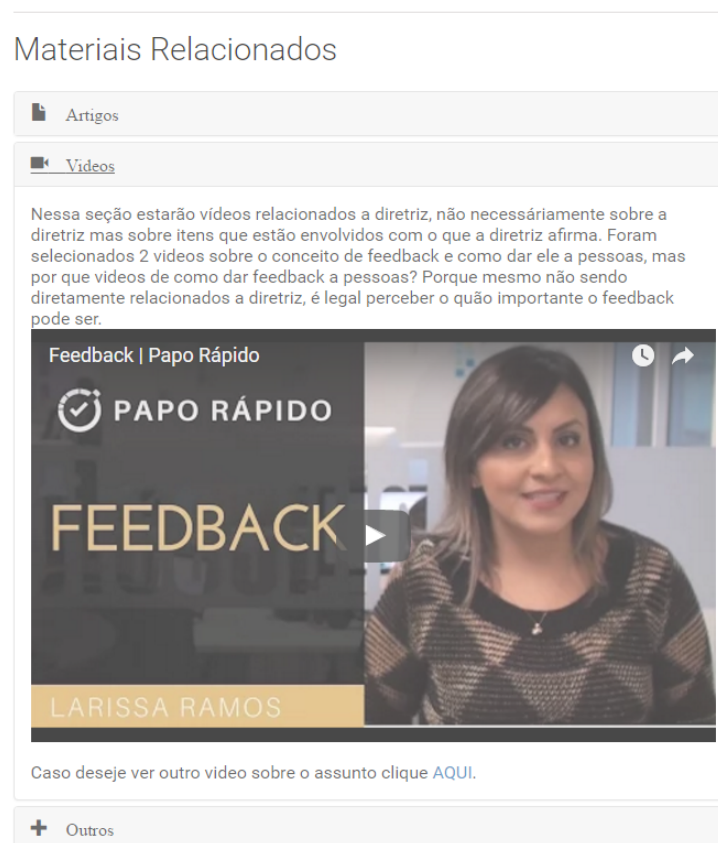 Materiais Relacionados
Artigos
Videos
Nessa seção estarão vídeos relacionados a diretriz, não necessáriamente sobre a
diretriz mas sobre itens que estão envolvidos com o que a diretriz afirma. Foram
selecionados 2 videos sobre o conceito de feedback e como dar ele a pessoas, mas
por que videos de como dar feedback a pessoas? Porque mesmo não sendo
diretamente relacionados a diretriz, é legal perceber o quão importante o feedback
pode ser.
Feedback | Papo Rápido
PAPO RÁPIDO
FEEDBACK
LARISSA RAMOS
Caso deseje ver outro video sobre o assunto clique AQUI.
Outros